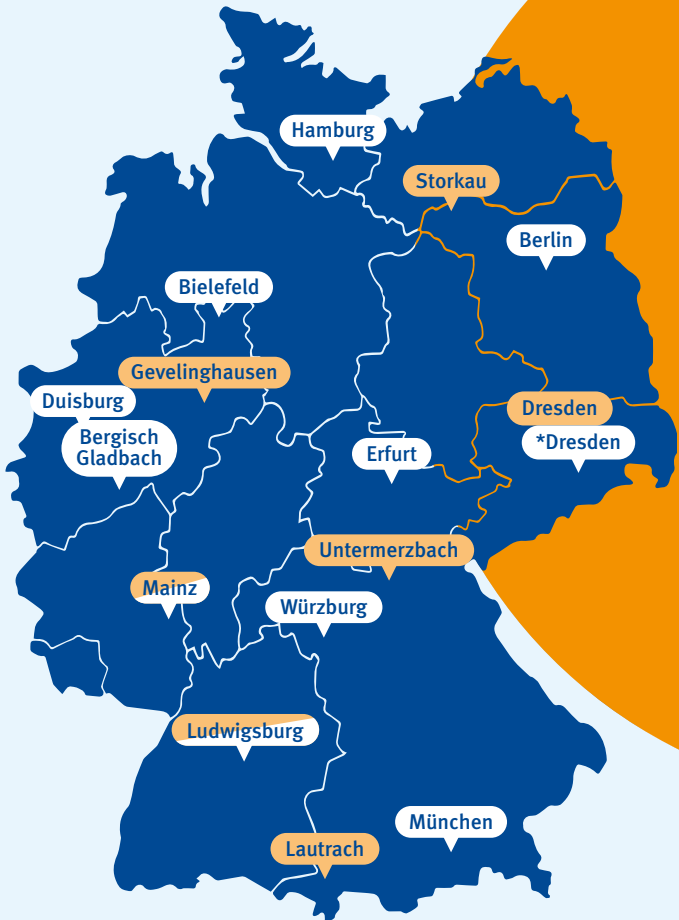 Hamburg
Storkau
Berlin
Bielefeld
Gevelinghausen
Duisburg
Dresden
Bergisch
Gladbach
*Dresden
Erfurt
Untermerzbach
Mainz
Würzburg
Ludwigsburg
München
Lautrach